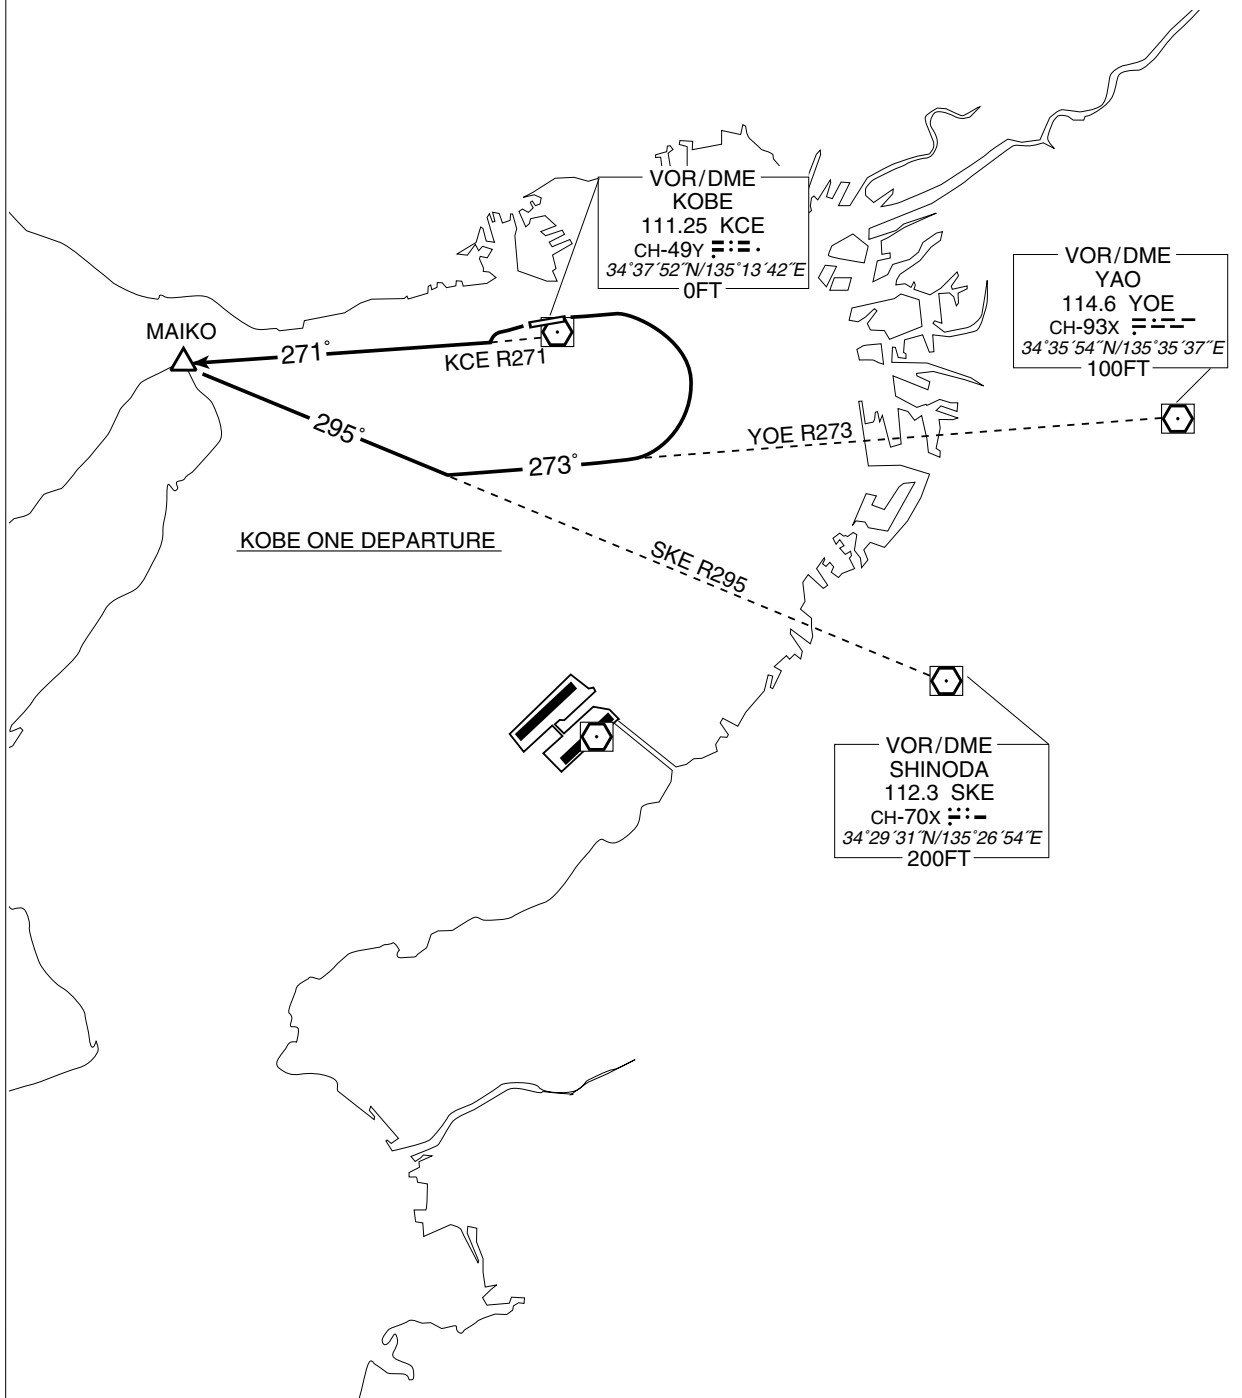 VOR/DME
KOBE
111.25 KCE
CH-49Y
34°37´52˝N/135°13´42˝E
0FT
VOR/DME
YAO
114.6 YOE
CH-93X
34°35´54˝N/135°35´37˝E
100FT
MAIKO
271°
KCE R271
295°
YOE R273
273°
KOBE ONE DEPARTURE
SKE R295
VOR/DME
SHINODA
112.3 SKE
CH-70X
34°29´31˝N/135°26´54˝E
200FT